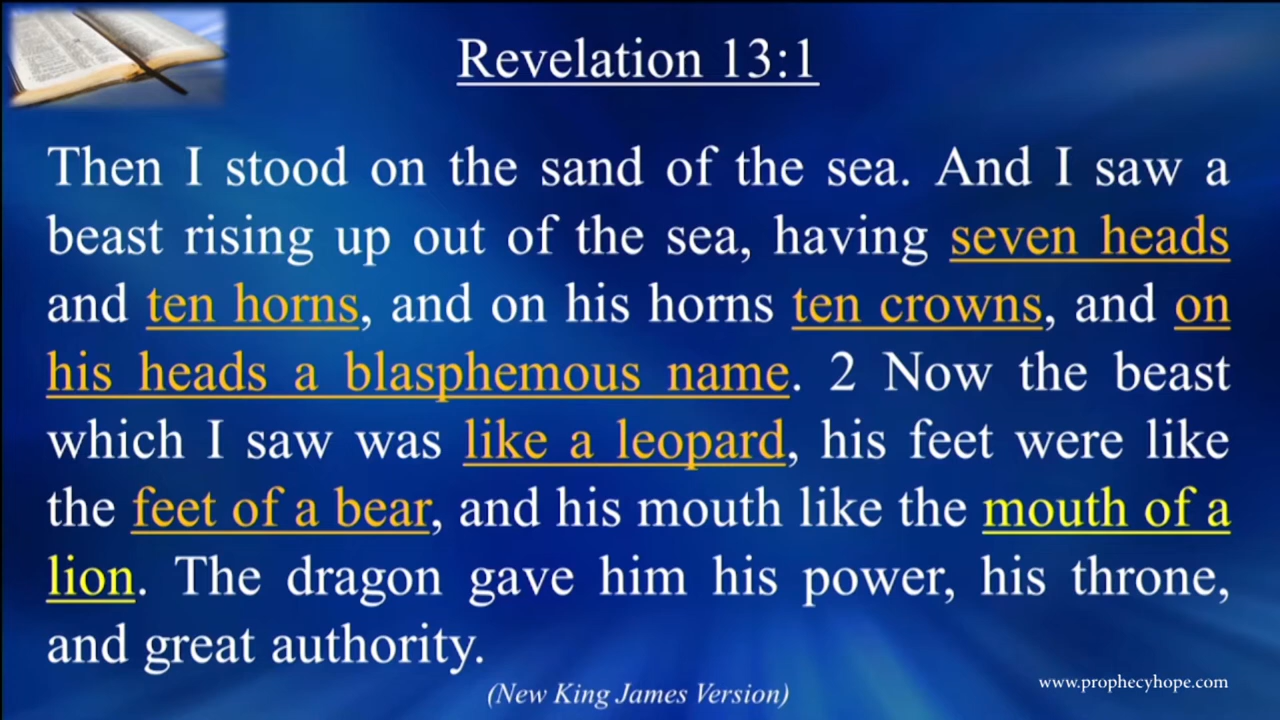 Revelation 13:1
Then I stood on the sand of the sea. And I saw a
beast rising up out of the sea, having seven heads
and ten horns, and on his horns ten crowns, and on
his heads a blasphemous name. 2 Now the beast
which I saw was like a leopard, his feet were like
the feet of a bear, and his mouth like the mouth of a
lion. The dragon gave him his power, his throne,
and great authority.
(New King James Version)
www.prophecyhope.com